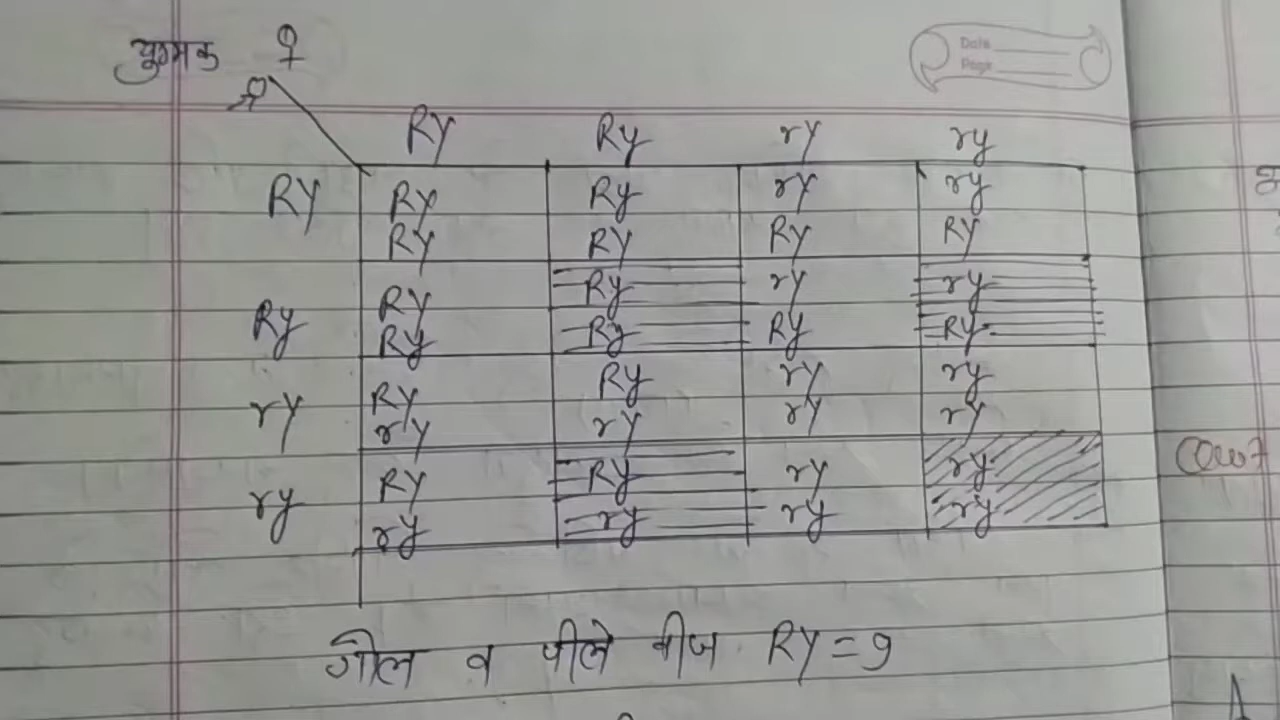 युग्मक ♀
♂
Date
Page
RY Ry rY ry
RY RY Ry rY ry
RY RY RY RY
Ry RY Ry rY ry
Ry Ry Ry Ry
rY RY Ry rY ry
rY rY rY rY
ry RY Ry rY ry
ry ry ry ry
गोल व पीले बीज RY = 9